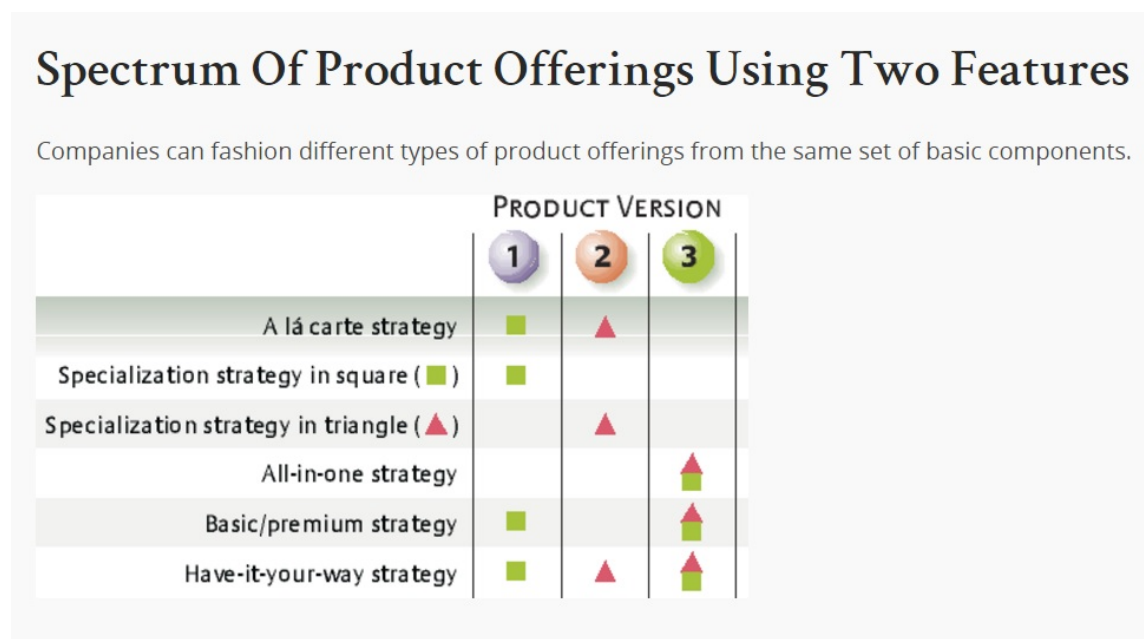 Spectrum Of Product Offerings Using Two Features
Companies can fashion different types of product offerings from the same set of basic components.
PRODUCT VERSION
1 2 3
A lá carte strategy
Specialization strategy in square ( )
Specialization strategy in triangle ( )
All-in-one strategy
Basic/premium strategy
Have-it-your-way strategy